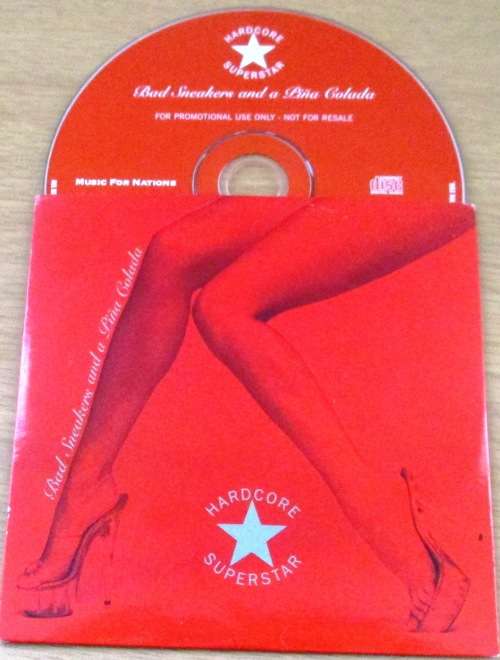 HARDCORE
SUPERSTAR
Bad Sneakers and a Piña Colada
FOR PROMOTIONAL USE ONLY - NOT FOR RESALE
MUSIC FOR NATIONS
Bad Sneakers and a Piña Colada
HARDCORE
SUPERSTAR